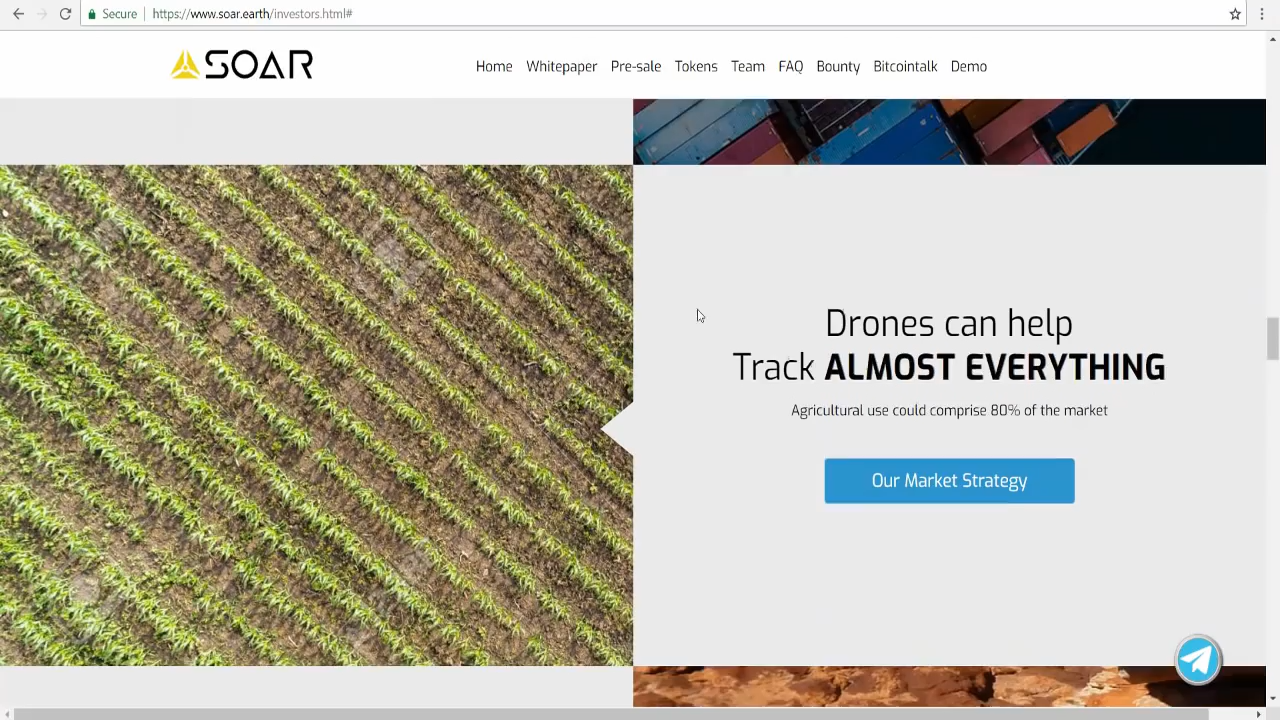 Secure
https://www.soar.earth/investors.html#
SOAR
Home Whitepaper Pre-sale Tokens Team FAQ Bounty Bitcointalk Demo
Drones can help
Track ALMOST EVERYTHING
Agricultural use could comprise 80% of the market
Our Market Strategy